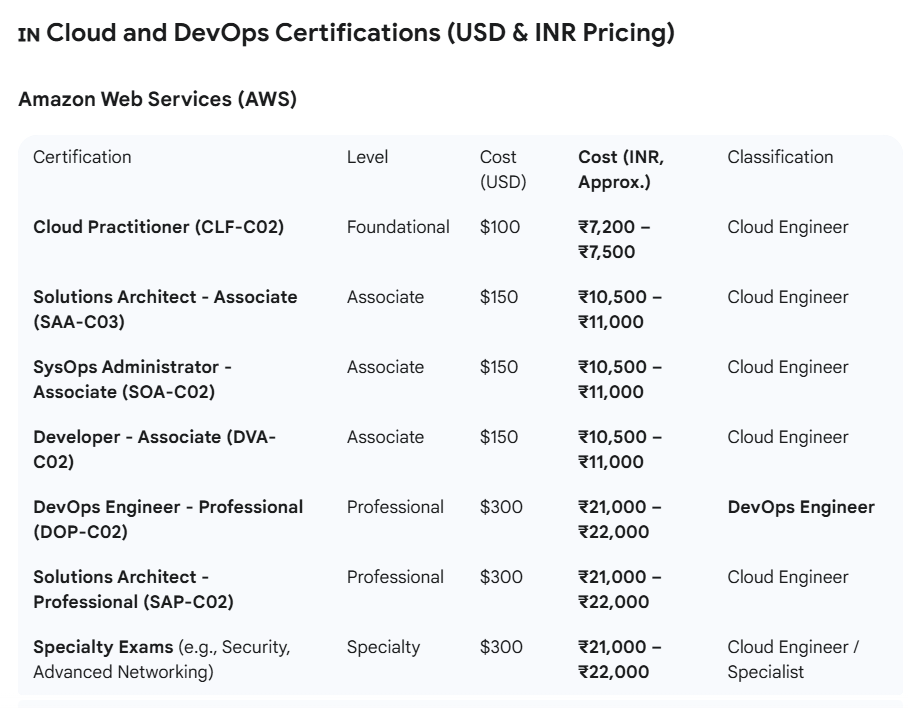 IN Cloud and DevOps Certifications (USD & INR Pricing)
Amazon Web Services (AWS)
Certification Level Cost (USD) Cost (INR, Approx.) Classification
Cloud Practitioner (CLF-C02) Foundational $100 ₹7,200 – ₹7,500 Cloud Engineer
Solutions Architect - Associate (SAA-C03) Associate $150 ₹10,500 – ₹11,000 Cloud Engineer
SysOps Administrator - Associate (SOA-C02) Associate $150 ₹10,500 – ₹11,000 Cloud Engineer
Developer - Associate (DVA-C02) Associate $150 ₹10,500 – ₹11,000 Cloud Engineer
DevOps Engineer - Professional (DOP-C02) Professional $300 ₹21,000 – ₹22,000 DevOps Engineer
Solutions Architect - Professional (SAP-C02) Professional $300 ₹21,000 – ₹22,000 Cloud Engineer
Specialty Exams (e.g., Security, Advanced Networking) Specialty $300 ₹21,000 – ₹22,000 Cloud Engineer / Specialist